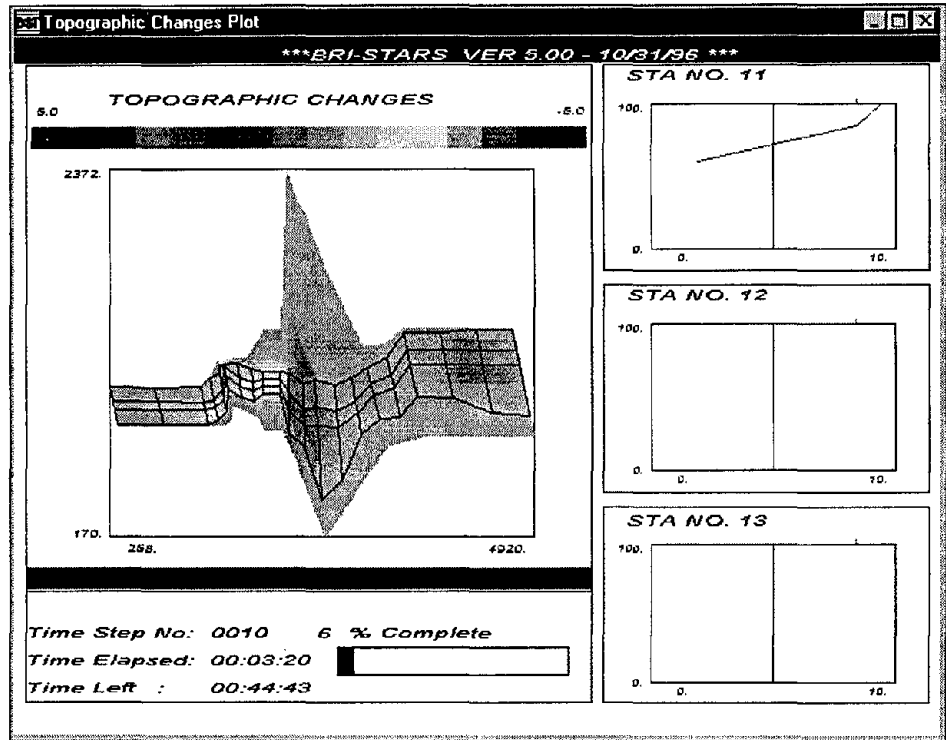 Topographic Changes Plot
***BRI-STARS VER 5.00 - 10/31/96 ***
TOPOGRAPHIC CHANGES
5.0 -5.0
2372.
170.
268. 4920.
Time Step No: 0010 6 % Complete
Time Elapsed: 00:03:20
Time Left : 00:44:43
STA NO. 11
100.
0.
0. 10.
STA NO. 12
100.
0.
0. 10.
STA NO. 13
100.
0.
0. 10.